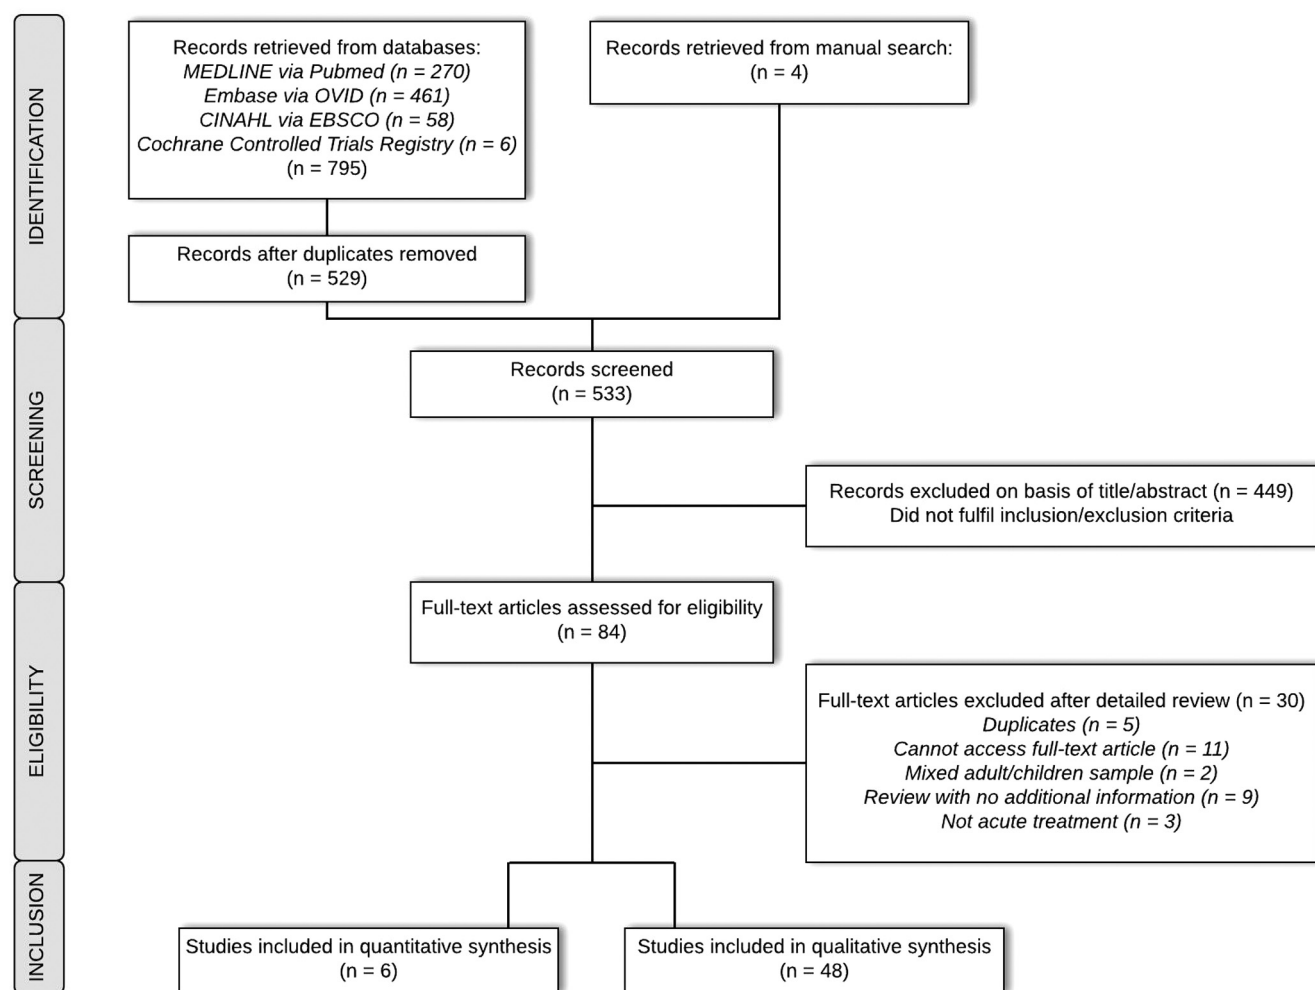 IDENTIFICATION
Records retrieved from databases:
MEDLINE via Pubmed (n = 270)
Embase via OVID (n = 461)
CINAHL via EBSCO (n = 58)
Cochrane Controlled Trials Registry (n = 6)
(n = 795)
Records retrieved from manual search:
(n = 4)
Records after duplicates removed
(n = 529)
SCREENING
Records screened
(n = 533)
Records excluded on basis of title/abstract (n = 449)
Did not fulfil inclusion/exclusion criteria
ELIGIBILITY
Full-text articles assessed for eligibility
(n = 84)
Full-text articles excluded after detailed review (n = 30)
Duplicates (n = 5)
Cannot access full-text article (n = 11)
Mixed adult/children sample (n = 2)
Review with no additional information (n = 9)
Not acute treatment (n = 3)
INCLUSION
Studies included in quantitative synthesis
(n = 6)
Studies included in qualitative synthesis
(n = 48)